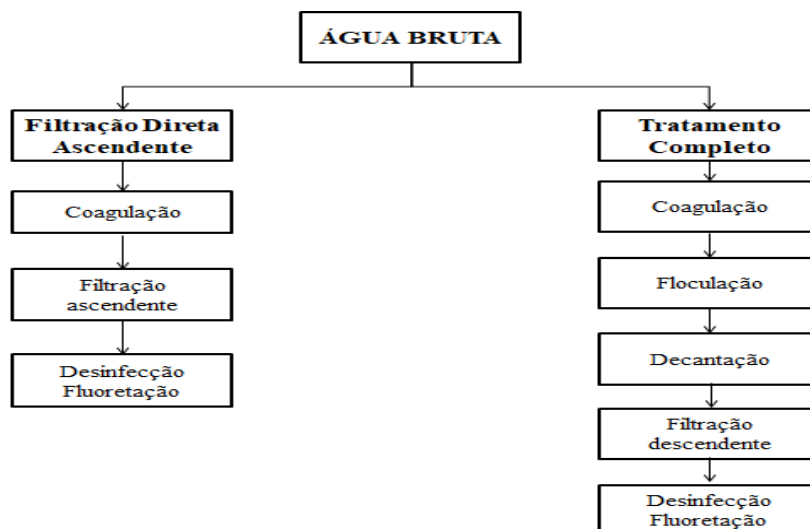 ÁGUA BRUTA
Filtração Direta
Ascendente
Coagulação
Filtração
ascendente
Desinfecção
Fluoretação
Tratamento
Completo
Coagulação
Floculação
Decantação
Filtração
descendente
Desinfecção
Fluoretação